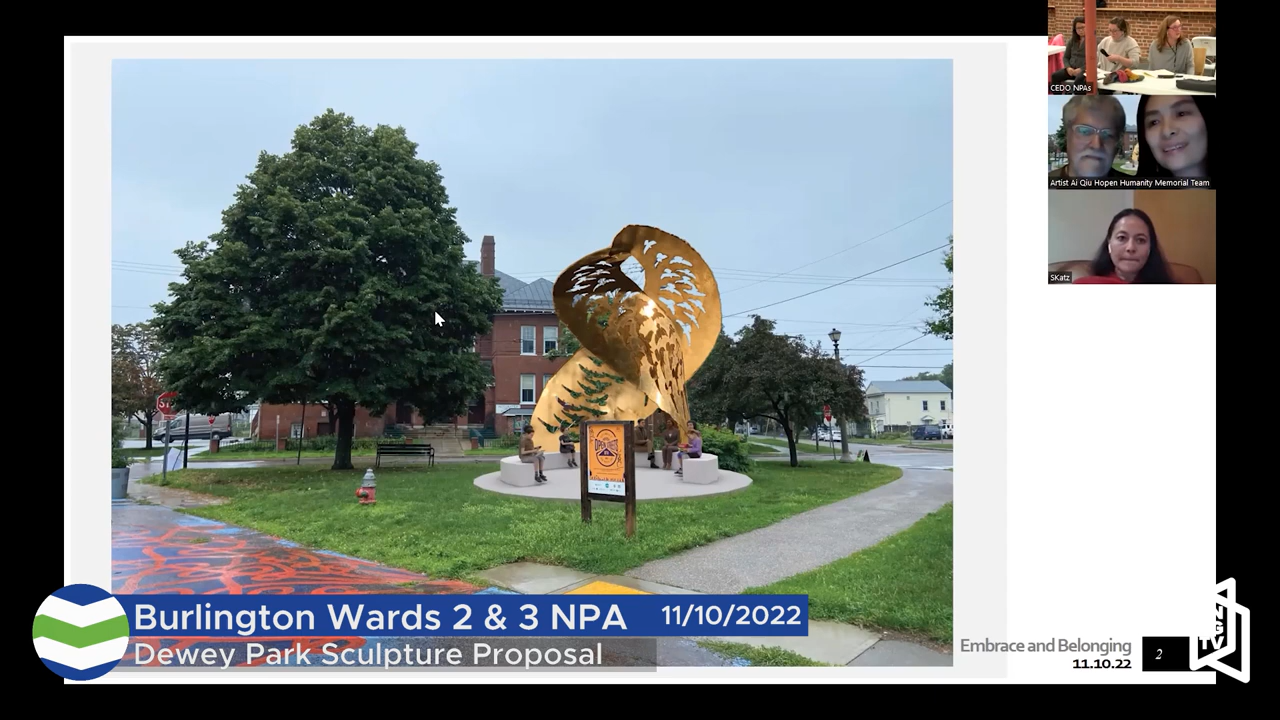 CEDO NPAs
Artist Ai Qiu Hopen Humanity Memorial Team
SKatz
OPEN
Burlington Wards 2 & 3 NPA 11/10/2022
Dewey Park Sculpture Proposal
Embrace and Belonging
11.10.22
2